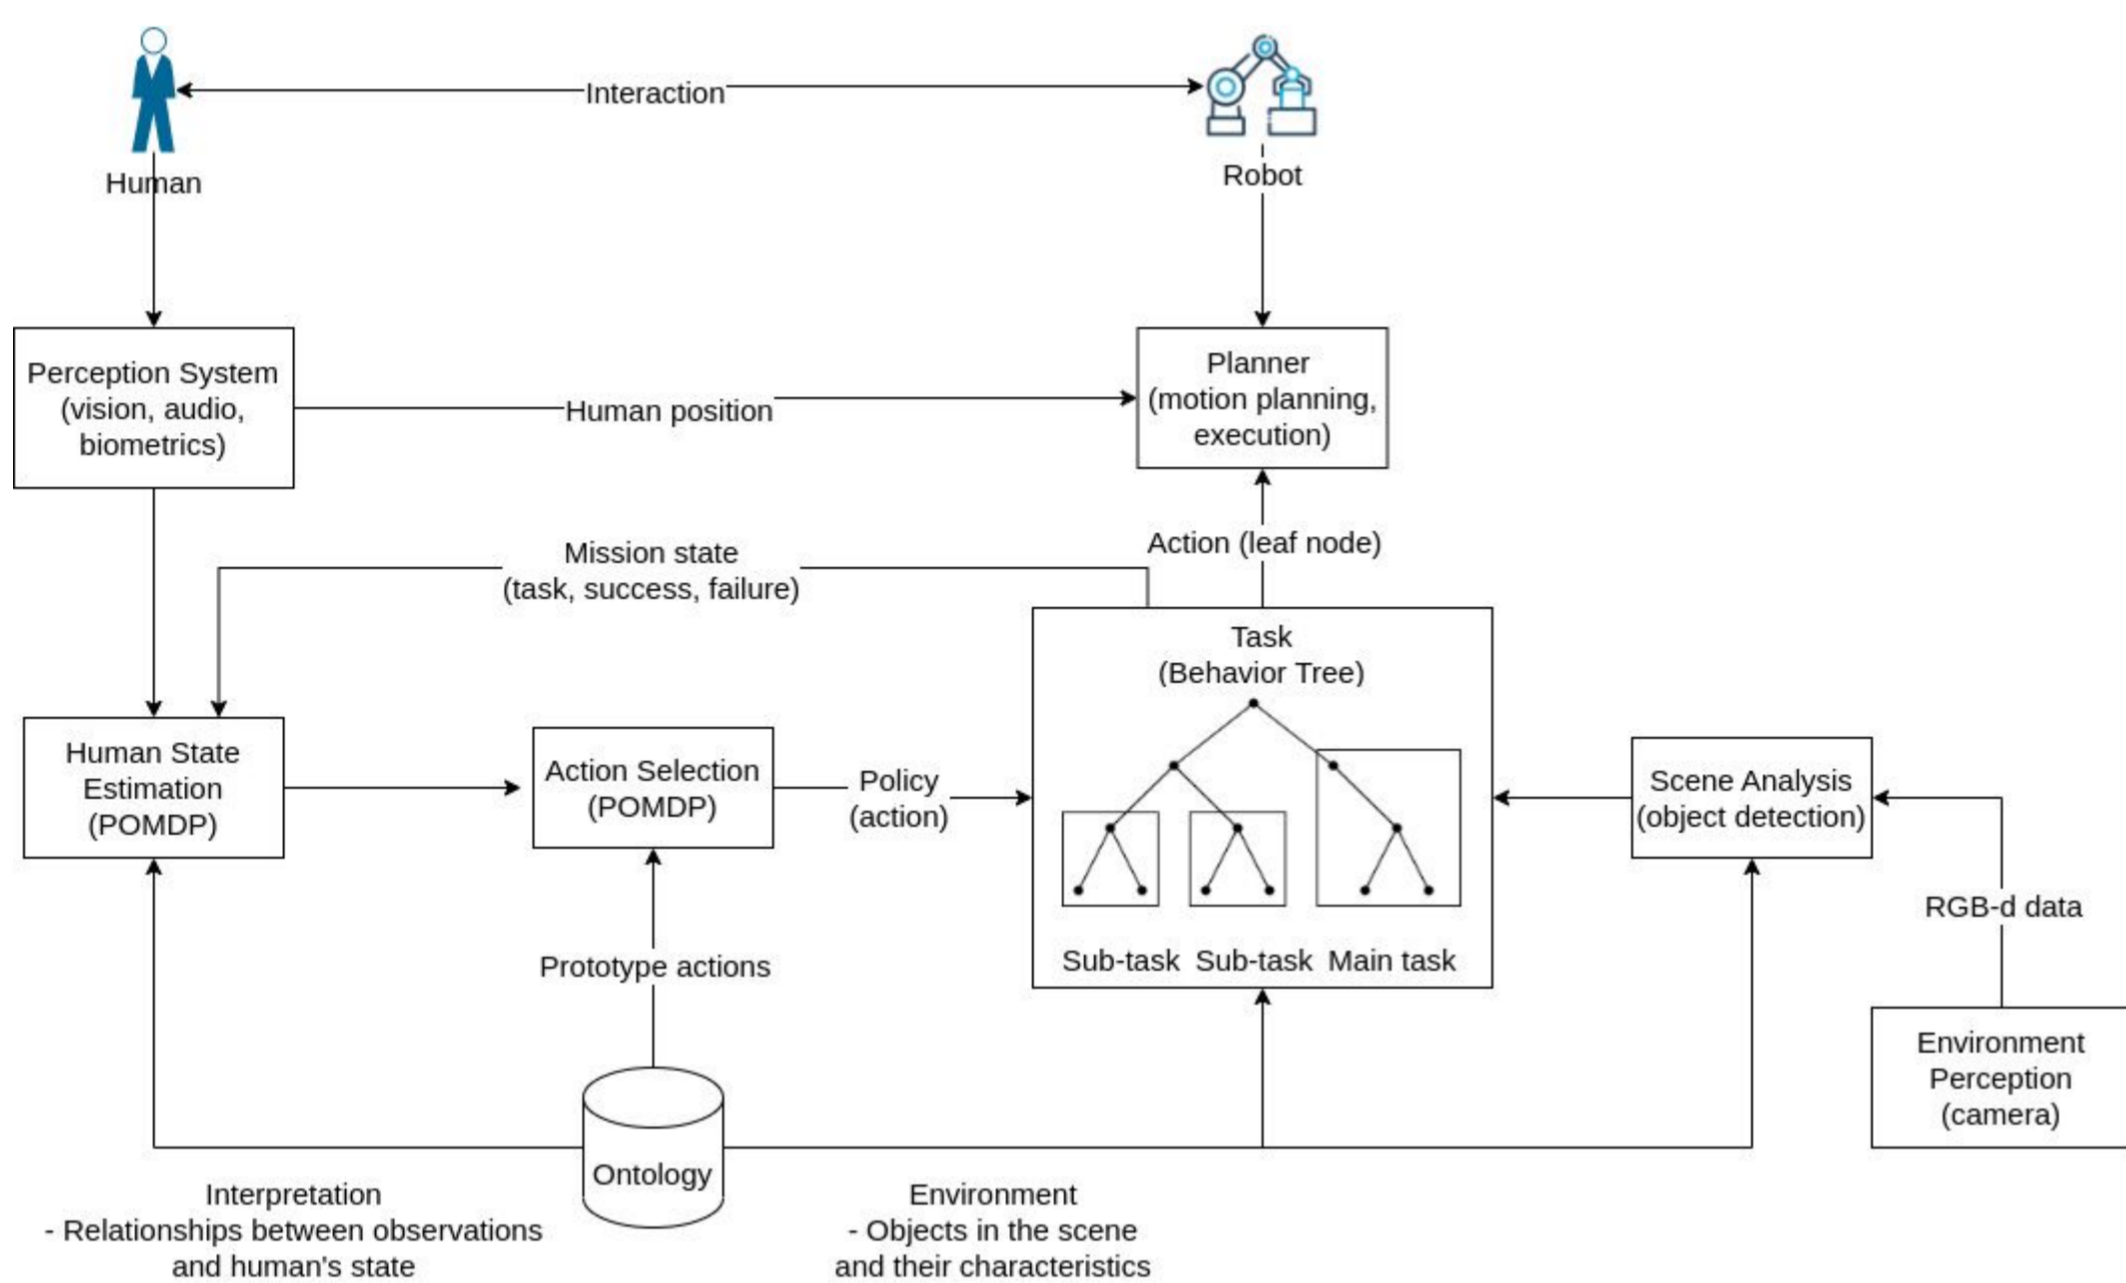 Interaction
Human
Robot
Perception System
(vision, audio,
biometrics)
Human position
Planner
(motion planning,
execution)
Mission state
(task, success, failure)
Action (leaf node)
Task
(Behavior Tree)
Human State
Estimation
(POMDP)
Action Selection
(POMDP)
Policy
(action)
Scene Analysis
(object detection)
Sub-task Sub-task Main task
Prototype actions
RGB-d data
Environment
Perception
(camera)
Ontology
Interpretation
- Relationships between observations
and human's state
Environment
- Objects in the scene
and their characteristics